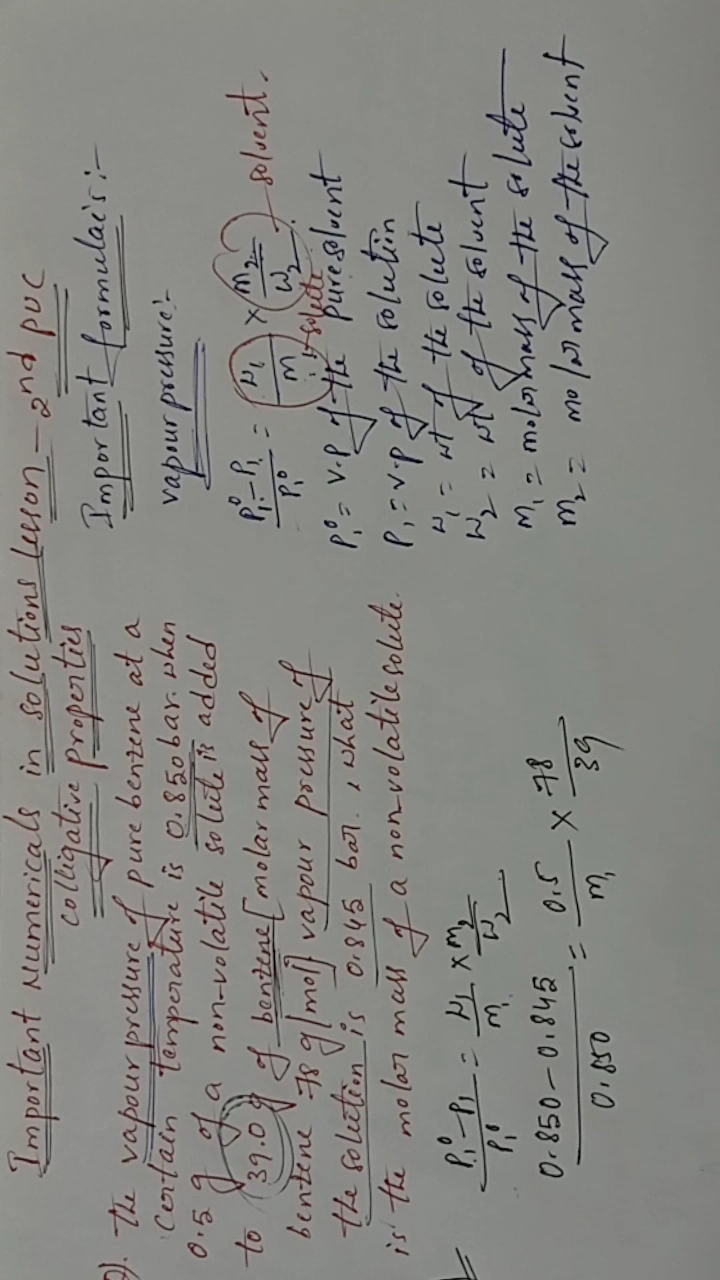 Important Numericals in solutions lesson - 2nd PUC
colligative properties
Q). the vapour pressure of pure benzene at a
certain temperature is 0.850 bar. when
0.5 g of a non-volatile solute is added
to 39.0 g of benzene [molar mass of
benzene 78 g/mol] vapour pressure of
the solution is 0.845 bar., what
is the molar mass of a non-volatile solute.
P₁⁰ - P₁ / P₁⁰ = w₁ / m₁ × m₂ / w₂
0.850 - 0.845 / 0.850 = 0.5 / m₁ × 78 / 39
Important formulae's :-
vapour pressure :-
P₁⁰ - P₁ / P₁⁰ = w₁ / m₁ × m₂ / w₂ → solvent.
→ solute
P₁⁰ = V.P of the pure solvent
P₁ = V.P of the solution
w₁ = wt of the solute
w₂ = wt of the solvent
m₁ = molar mass of the solute
m₂ = molar mass of the solvent